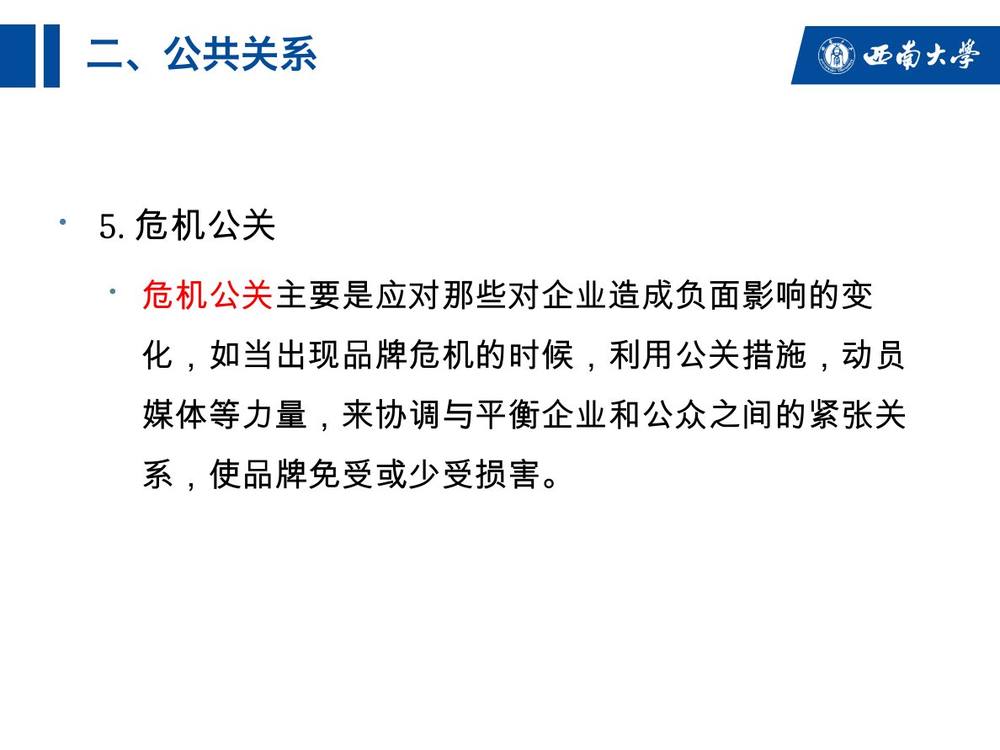 二、公共关系
西南大学
• 5. 危机公关
• 危机公关主要是应对那些对企业造成负面影响的变
化，如当出现品牌危机的时候，利用公关措施，动员
媒体等力量，来协调与平衡企业和公众之间的紧张关
系，使品牌免受或少受损害。